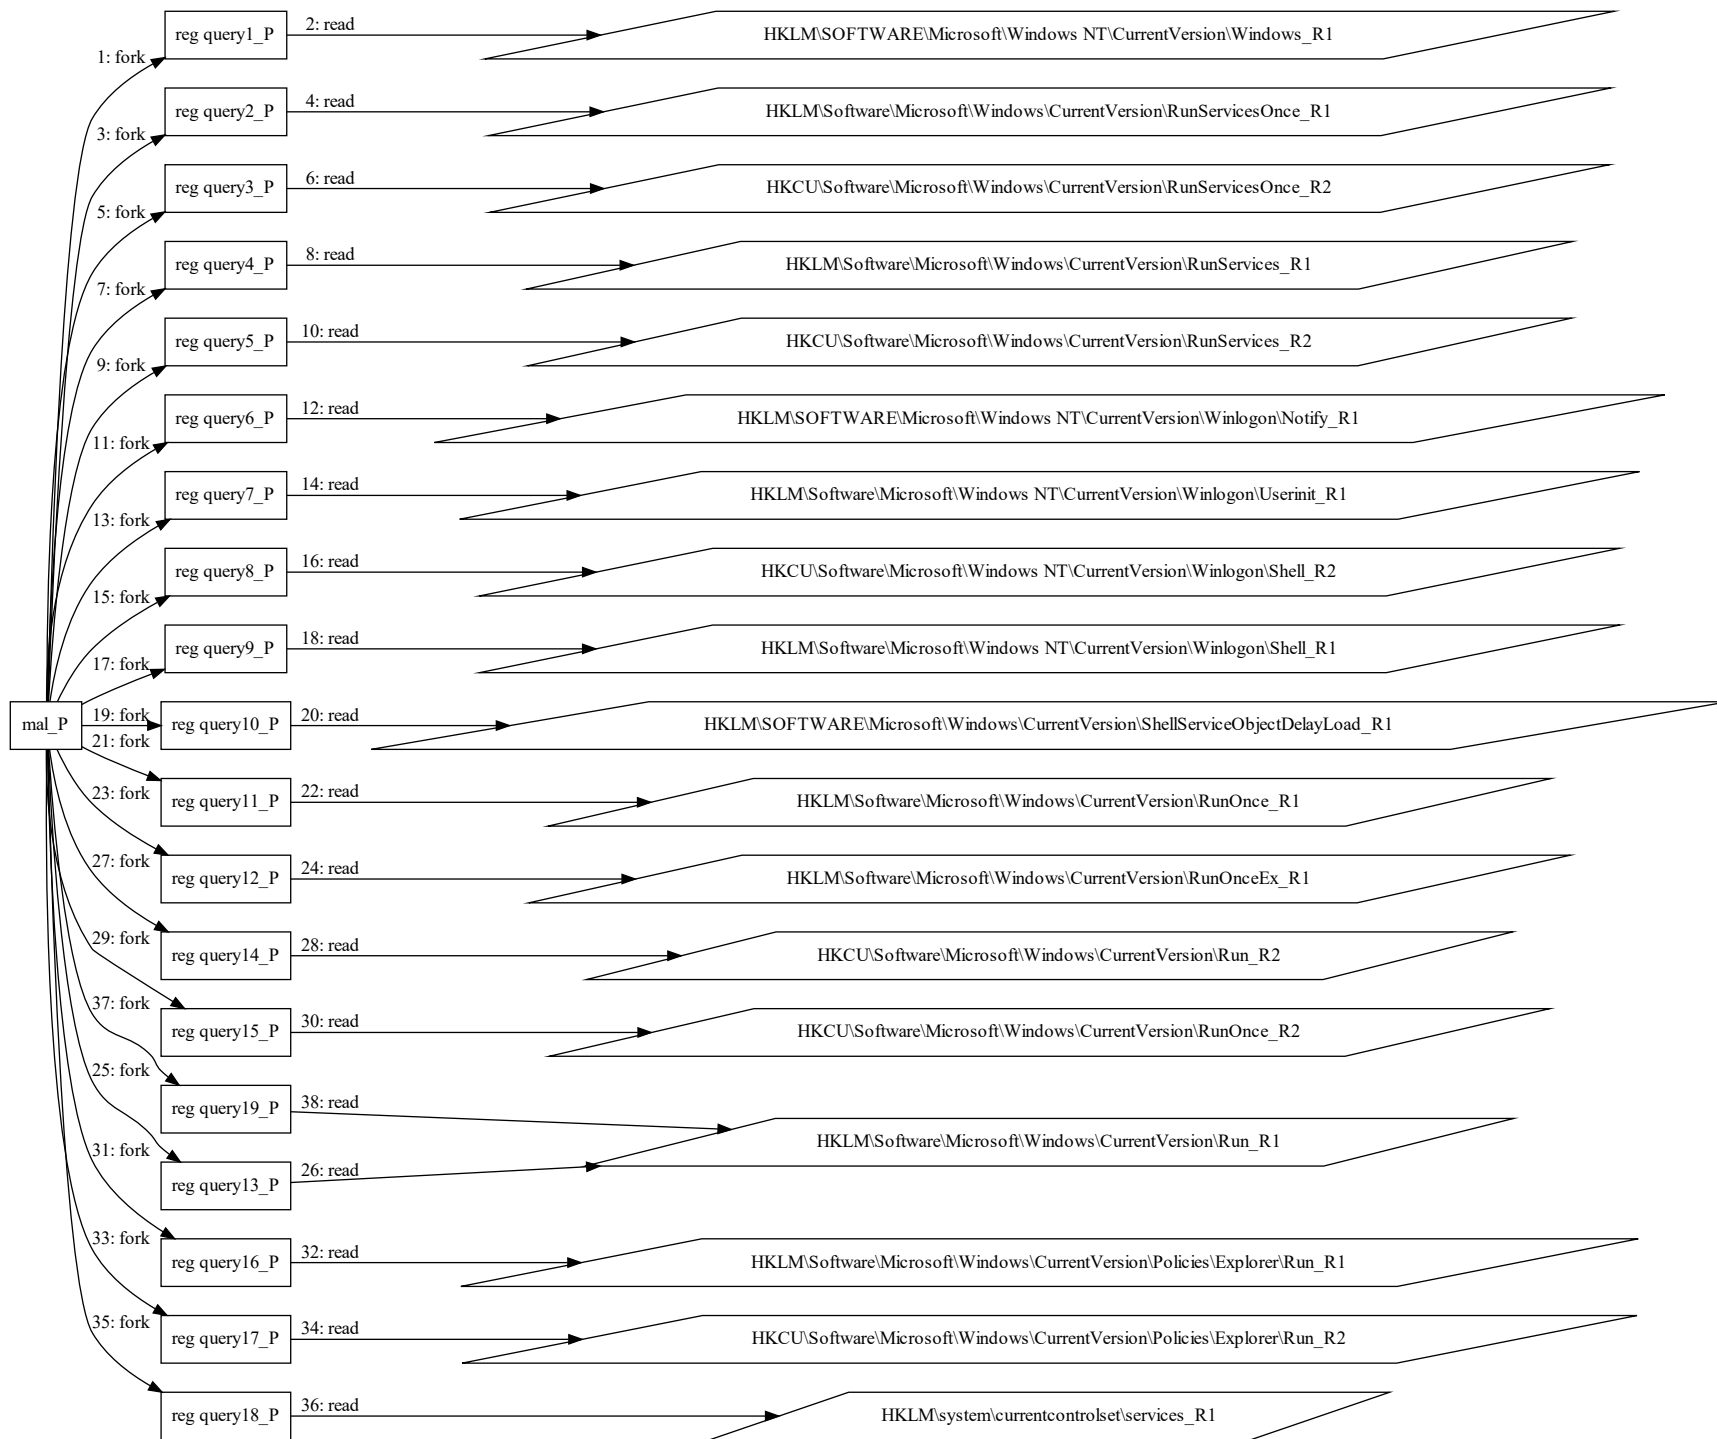 1: fork
reg query1_P
2: read
HKLM\SOFTWARE\Microsoft\Windows NT\CurrentVersion\Windows_R1
3: fork
reg query2_P
4: read
HKLM\Software\Microsoft\Windows\CurrentVersion\RunServicesOnce_R1
5: fork
reg query3_P
6: read
HKCU\Software\Microsoft\Windows\CurrentVersion\RunServicesOnce_R2
7: fork
reg query4_P
8: read
HKLM\Software\Microsoft\Windows\CurrentVersion\RunServices_R1
9: fork
reg query5_P
10: read
HKCU\Software\Microsoft\Windows\CurrentVersion\RunServices_R2
11: fork
reg query6_P
12: read
HKLM\SOFTWARE\Microsoft\Windows NT\CurrentVersion\Winlogon\Notify_R1
13: fork
reg query7_P
14: read
HKLM\Software\Microsoft\Windows NT\CurrentVersion\Winlogon\Userinit_R1
15: fork
reg query8_P
16: read
HKCU\Software\Microsoft\Windows NT\CurrentVersion\Winlogon\Shell_R2
17: fork
reg query9_P
18: read
HKLM\Software\Microsoft\Windows NT\CurrentVersion\Winlogon\Shell_R1
mal_P
19: fork
reg query10_P
20: read
HKLM\SOFTWARE\Microsoft\Windows\CurrentVersion\ShellServiceObjectDelayLoad_R1
21: fork
reg query11_P
22: read
HKLM\Software\Microsoft\Windows\CurrentVersion\RunOnce_R1
23: fork
reg query12_P
24: read
HKLM\Software\Microsoft\Windows\CurrentVersion\RunOnceEx_R1
27: fork
reg query14_P
28: read
HKCU\Software\Microsoft\Windows\CurrentVersion\Run_R2
29: fork
reg query15_P
30: read
HKCU\Software\Microsoft\Windows\CurrentVersion\RunOnce_R2
37: fork
reg query19_P
38: read
HKLM\Software\Microsoft\Windows\CurrentVersion\Run_R1
25: fork
reg query13_P
26: read
31: fork
reg query16_P
32: read
HKLM\Software\Microsoft\Windows\CurrentVersion\Policies\Explorer\Run_R1
33: fork
reg query17_P
34: read
HKCU\Software\Microsoft\Windows\CurrentVersion\Policies\Explorer\Run_R2
35: fork
reg query18_P
36: read
HKLM\system\currentcontrolset\services_R1